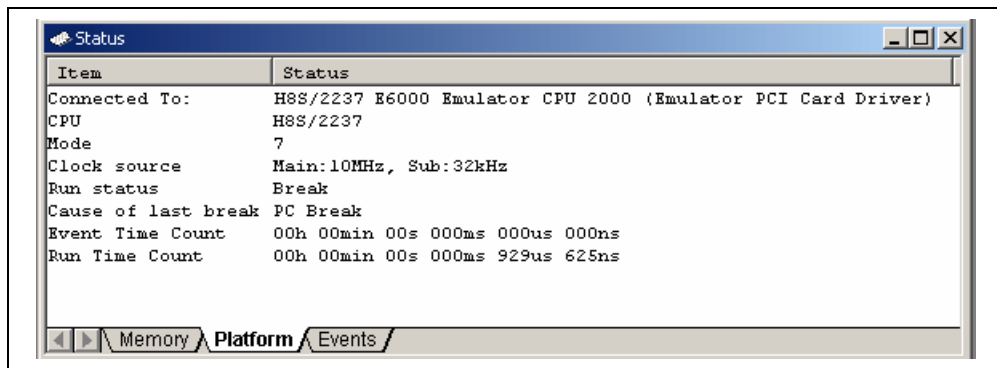 Status
Item Status
Connected To: H8S/2237 E6000 Emulator CPU 2000 (Emulator PCI Card Driver)
CPU H8S/2237
Mode 7
Clock source Main:10MHz, Sub:32kHz
Run status Break
Cause of last break PC Break
Event Time Count 00h 00min 00s 000ms 000us 000ns
Run Time Count 00h 00min 00s 000ms 929us 625ns
Memory Platform Events